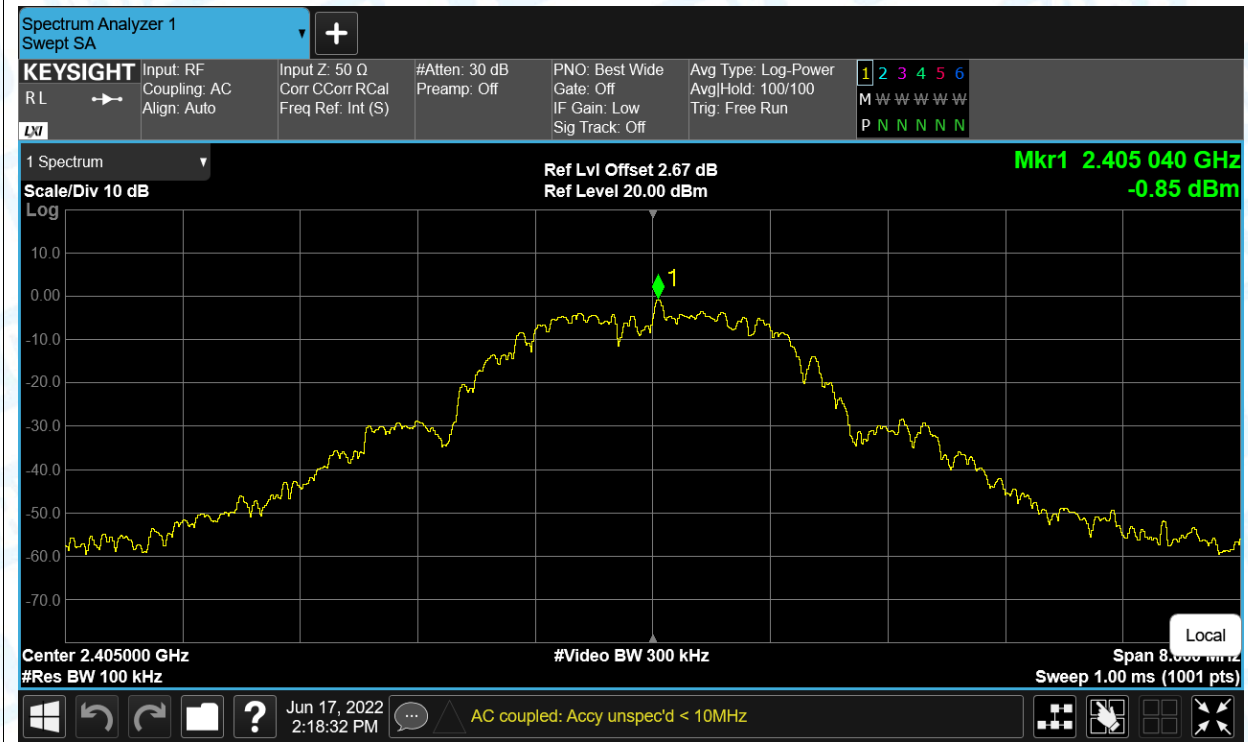 Spectrum Analyzer 1
Swept SA
KEYSIGHT
R L
LXI
Input: RF
Coupling: AC
Align: Auto
Input Z: 50 Ω
Corr CCorr RCal
Freq Ref: Int (S)
#Atten: 30 dB
Preamp: Off
PNO: Best Wide
Gate: Off
IF Gain: Low
Sig Track: Off
Avg Type: Log-Power
Avg|Hold: 100/100
Trig: Free Run
1 2 3 4 5 6
M W W W W W
P N N N N N
1 Spectrum
Scale/Div 10 dB
Log
Ref Lvl Offset 2.67 dB
Ref Level 20.00 dBm
Mkr1 2.405 040 GHz
-0.85 dBm
10.0
0.00
-10.0
-20.0
-30.0
-40.0
-50.0
-60.0
-70.0
1
Local
Center 2.405000 GHz
#Res BW 100 kHz
#Video BW 300 kHz
Span 8.000 MHz
Sweep 1.00 ms (1001 pts)
?
Jun 17, 2022
2:18:32 PM
AC coupled: Accy unspec'd < 10MHz